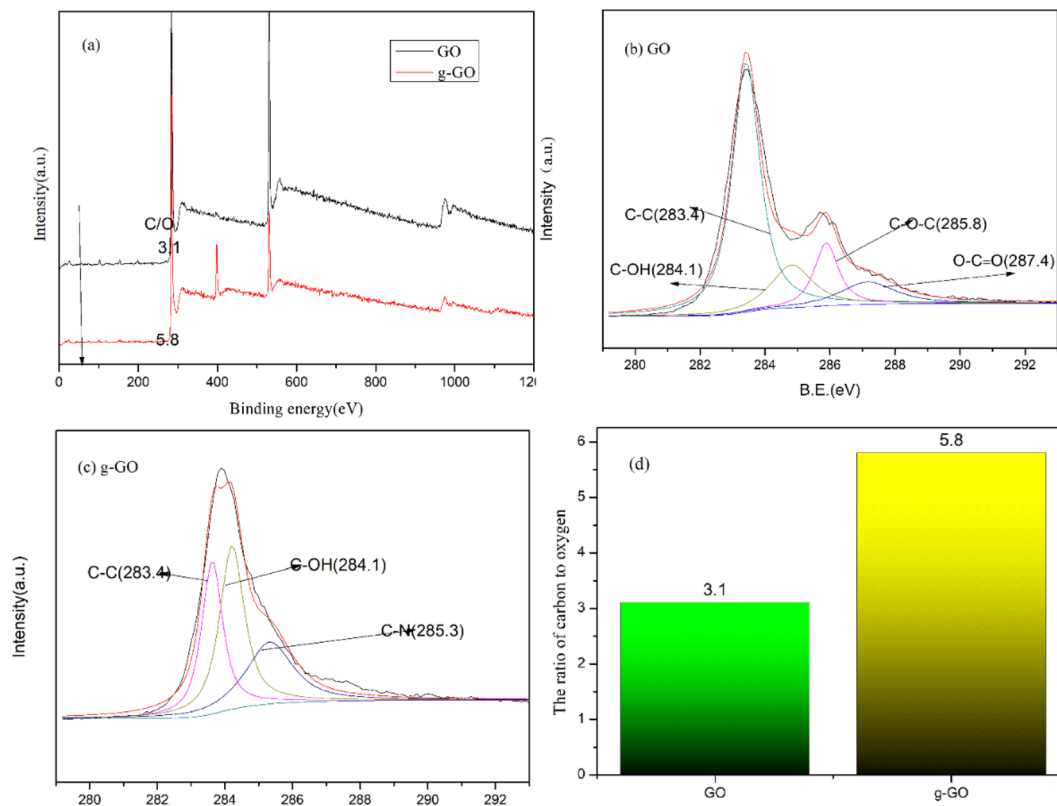 (a)
GO
g-GO
C/O
3.1
5.8
Intensity(a.u.)
0 200 400 600 800 1000 120
Binding energy(eV)
(b) GO
C-C(283.4)
C-OH(284.1)
C-O-C(285.8)
O-C=O(287.4)
Intensity (a.u.)
280 282 284 286 288 290 292
B.E.(eV)
(c) g-GO
C-C(283.4)
C-OH(284.1)
C-N(285.3)
Intensity(a.u.)
280 282 284 286 288 290 292
(d)
5.8
3.1
The ratio of carbon to oxygen
6
5
4
3
2
1
0
GO g-GO